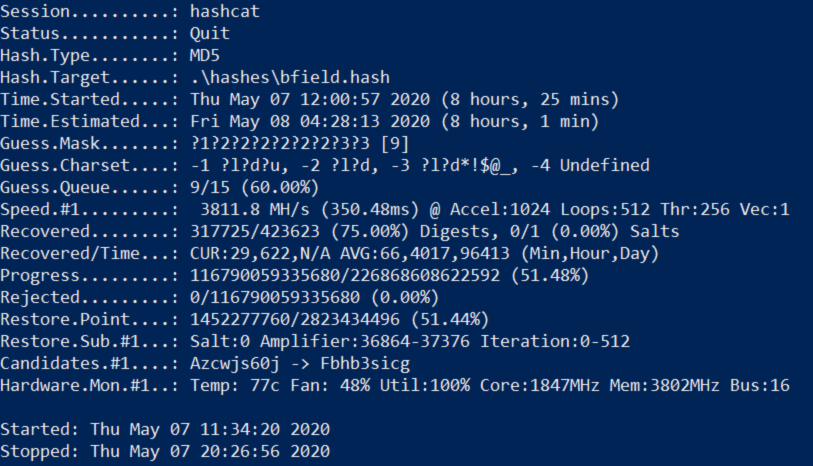 Session..........: hashcat
Status...........: Quit
Hash.Type........: MD5
Hash.Target......: .\hashes\bfield.hash
Time.Started.....: Thu May 07 12:00:57 2020 (8 hours, 25 mins)
Time.Estimated...: Fri May 08 04:28:13 2020 (8 hours, 1 min)
Guess.Mask.......: ?1?2?2?2?2?2?2?3?3 [9]
Guess.Charset....: -1 ?l?d?u, -2 ?l?d, -3 ?l?d*!$@_, -4 Undefined
Guess.Queue......: 9/15 (60.00%)
Speed.#1.........:  3811.8 MH/s (350.48ms) @ Accel:1024 Loops:512 Thr:256 Vec:1
Recovered........: 317725/423623 (75.00%) Digests, 0/1 (0.00%) Salts
Recovered/Time...: CUR:29,622,N/A AVG:66,4017,96413 (Min,Hour,Day)
Progress.........: 116790059335680/226868608622592 (51.48%)
Rejected.........: 0/116790059335680 (0.00%)
Restore.Point....: 1452277760/2823434496 (51.44%)
Restore.Sub.#1...: Salt:0 Amplifier:36864-37376 Iteration:0-512
Candidates.#1....: Azcwjs60j -> Fbhb3sicg
Hardware.Mon.#1..: Temp: 77c Fan: 48% Util:100% Core:1847MHz Mem:3802MHz Bus:16

Started: Thu May 07 11:34:20 2020
Stopped: Thu May 07 20:26:56 2020